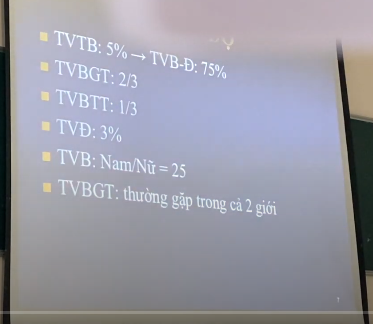 TVTB: 5% → TVB-Đ: 75%
TVBGT: 2/3
TVBTT: 1/3
TVĐ: 3%
TVB: Nam/Nữ = 25
TVBGT: thường gặp trong cả 2 giới